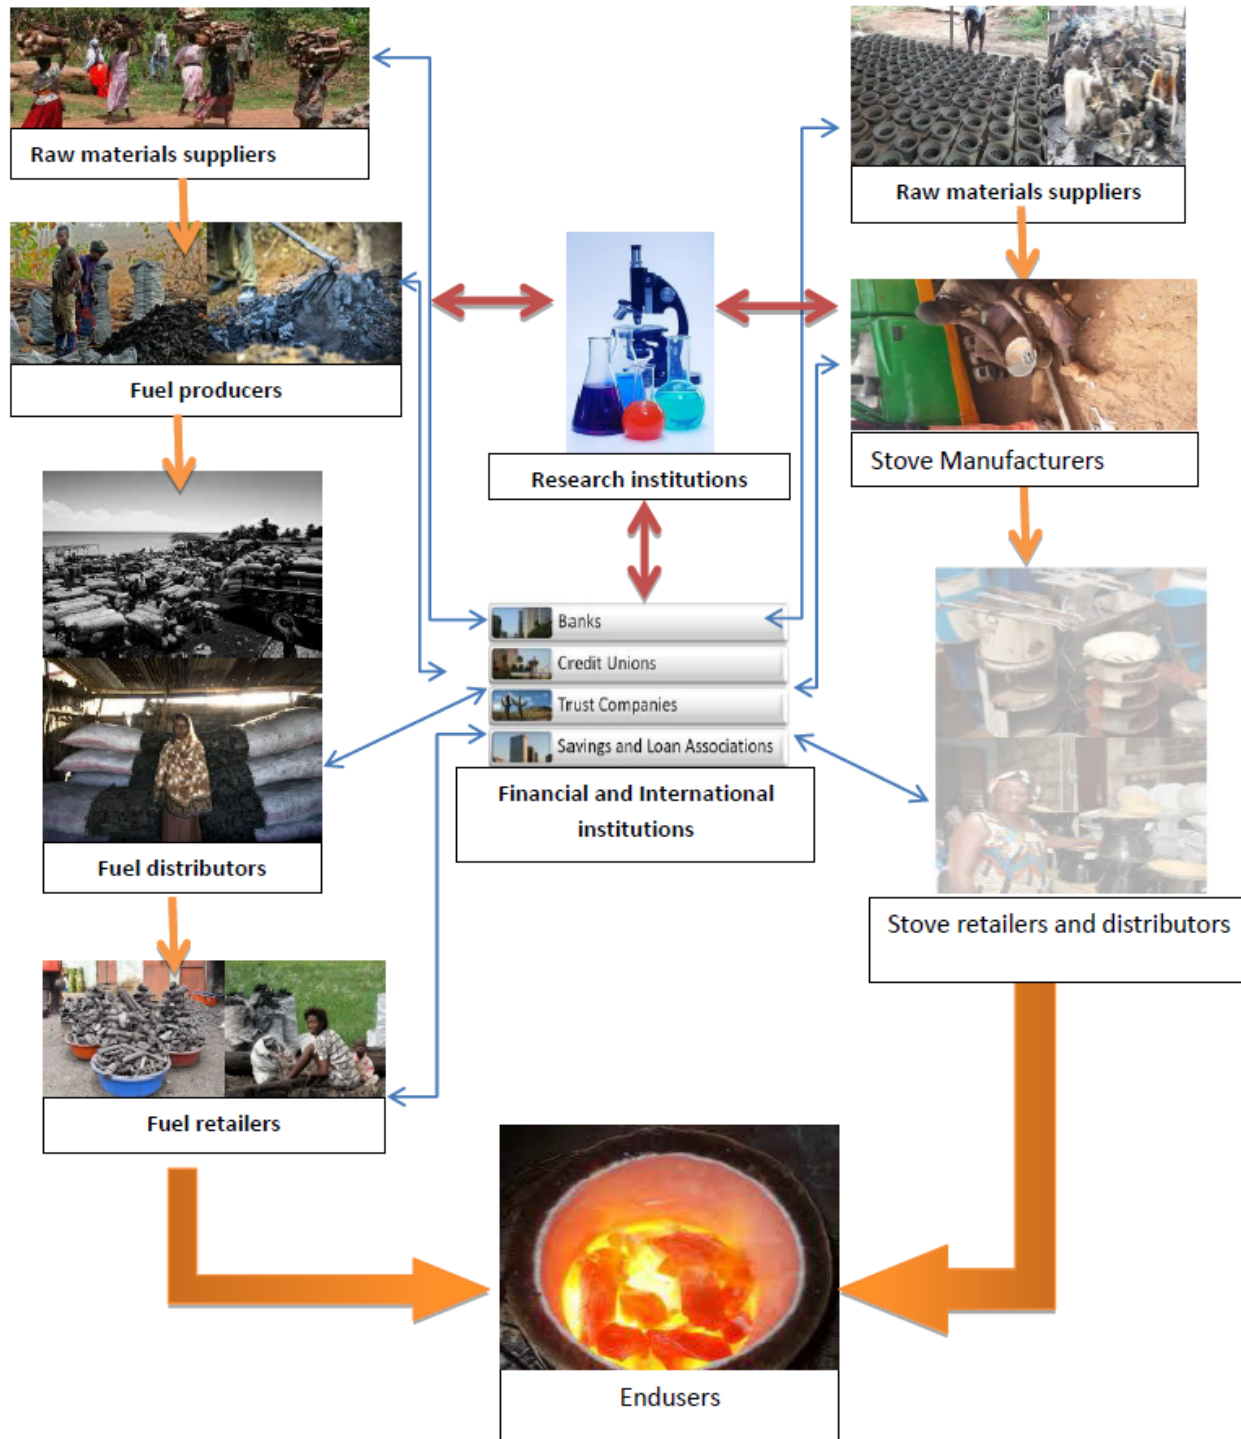 Raw materials suppliers
Raw materials suppliers
Fuel producers
Stove Manufacturers
Research institutions
Banks
Credit Unions
Trust Companies
Savings and Loan Associations
Financial and International
institutions
Fuel distributors
Stove retailers and distributors
Fuel retailers
Endusers